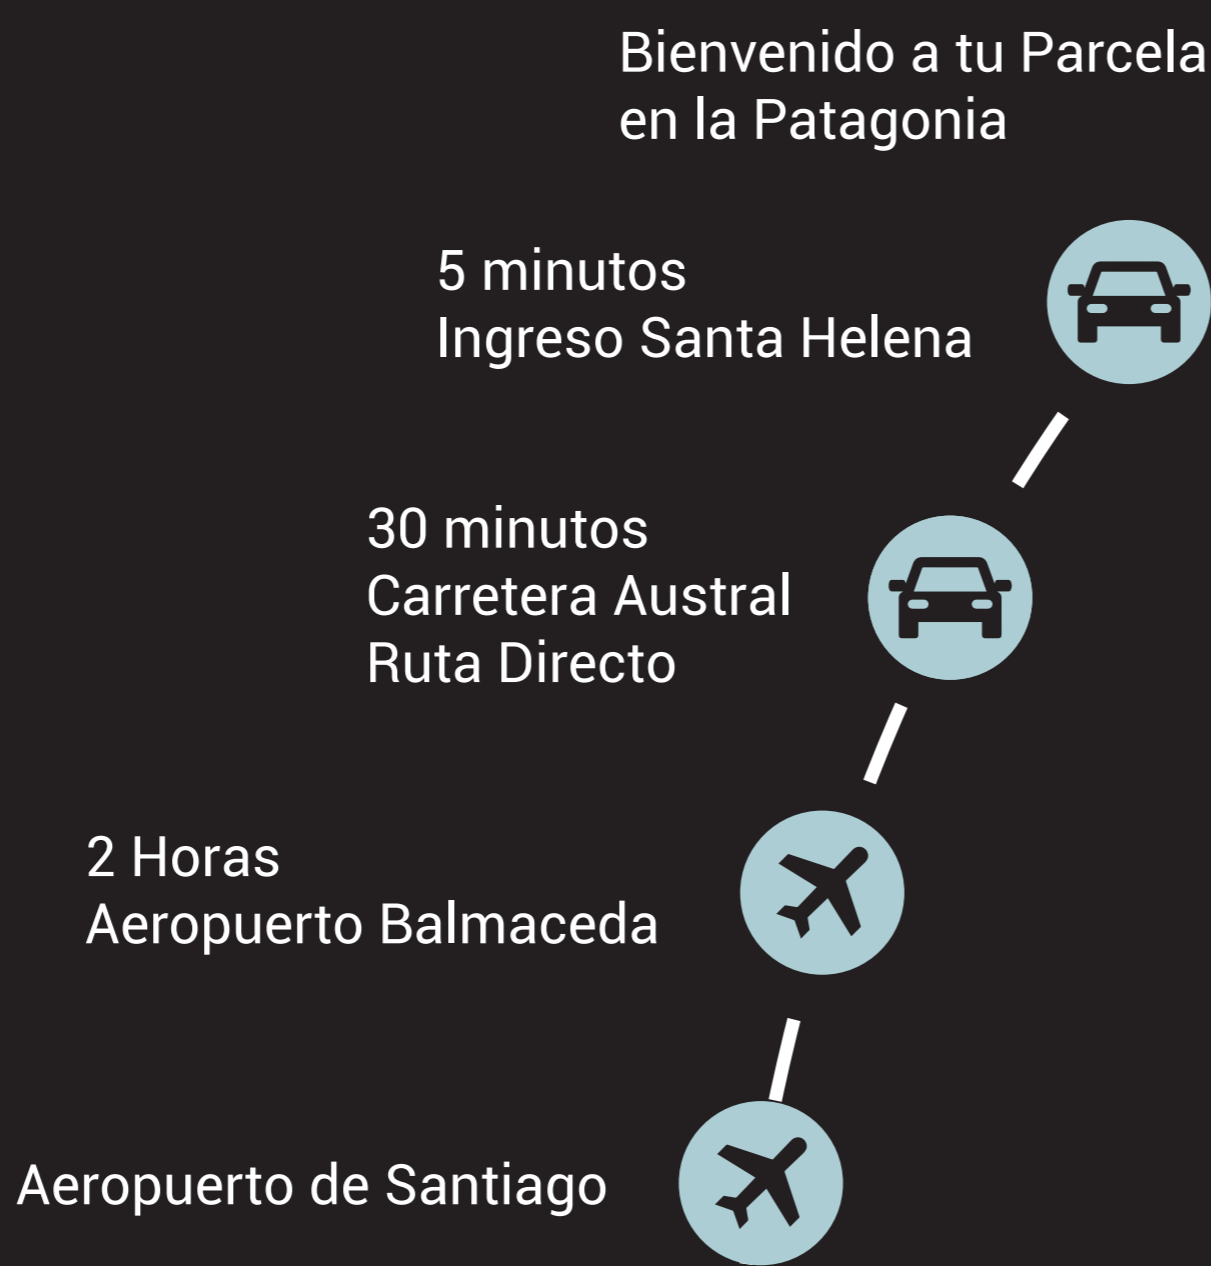 Bienvenido a tu Parcela
en la Patagonia
5 minutos
Ingreso Santa Helena
30 minutos
Carretera Austral
Ruta Directo
2 Horas
Aeropuerto Balmaceda
Aeropuerto de Santiago